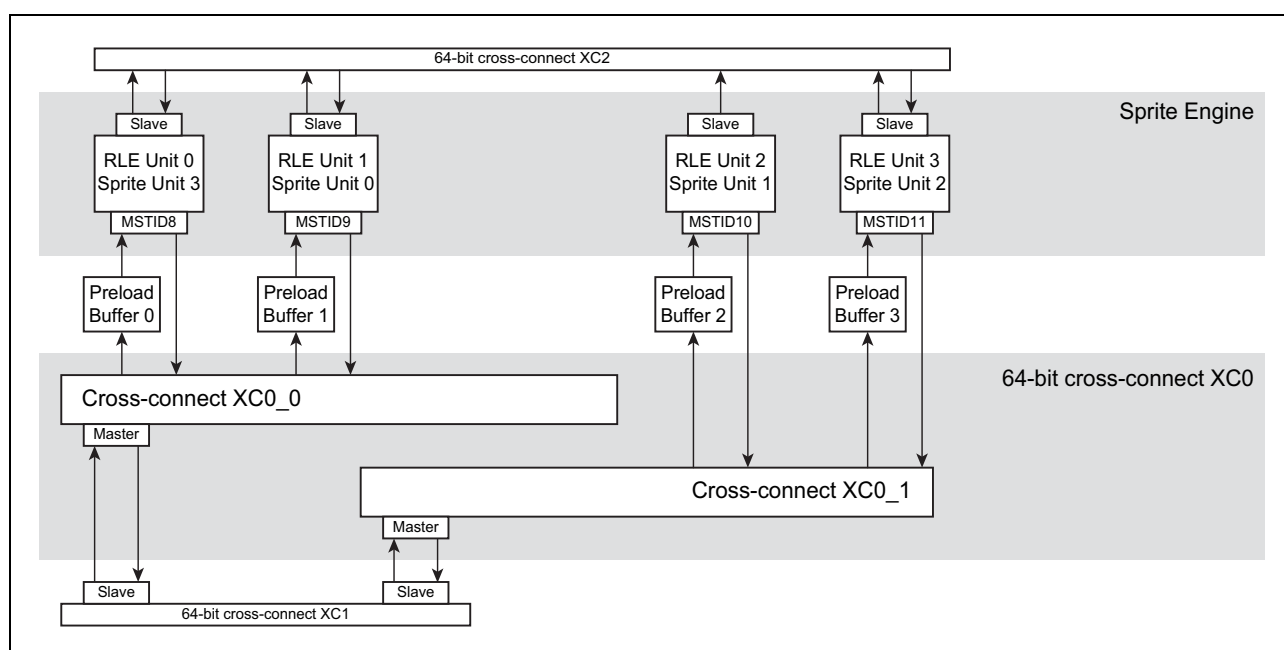 64-bit cross-connect XC2
Sprite Engine
Slave
Slave
Slave
Slave
RLE Unit 0
Sprite Unit 3
RLE Unit 1
Sprite Unit 0
RLE Unit 2
Sprite Unit 1
RLE Unit 3
Sprite Unit 2
MSTID8
MSTID9
MSTID10
MSTID11
Preload
Buffer 0
Preload
Buffer 1
Preload
Buffer 2
Preload
Buffer 3
64-bit cross-connect XC0
Cross-connect XC0_0
Master
Cross-connect XC0_1
Master
Slave
Slave
64-bit cross-connect XC1